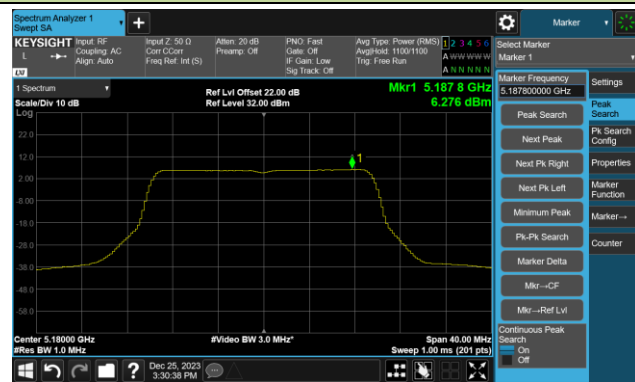 Spectrum Analyzer 1
Swept SA
Marker
KEYSIGHT
L
Input: RF
Coupling: AC
Align: Auto
Input Z: 50 Ω
Corr CCorr
Freq Ref: Int (S)
Atten: 20 dB
Preamp: Off
PNO: Fast
Gate: Off
IF Gain: Low
Sig Track: Off
Avg Type: Power (RMS)
Avg|Hold: 1100/1100
Trig: Free Run
1 2 3 4 5 6
A W W W W W
A N N N N N
Select Marker
Marker 1
1 Spectrum
Scale/Div 10 dB
Log
Ref Lvl Offset 22.00 dB
Ref Level 32.00 dBm
Mkr1 5.187 8 GHz
6.276 dBm
22.0
12.0
2.00
-8.00
-18.0
-28.0
-38.0
-48.0
-58.0
1
Center 5.18000 GHz
#Res BW 1.0 MHz
#Video BW 3.0 MHz*
Span 40.00 MHz
Sweep 1.00 ms (201 pts)
Marker Frequency
5.187800000 GHz
Peak Search
Next Peak
Next Pk Right
Next Pk Left
Minimum Peak
Pk-Pk Search
Marker Delta
Mkr→CF
Mkr→Ref Lvl
Continuous Peak
Search
On
Off
Settings
Peak
Search
Pk Search
Config
Properties
Marker
Function
Marker→
Counter
?
Dec 25, 2023
3:30:38 PM